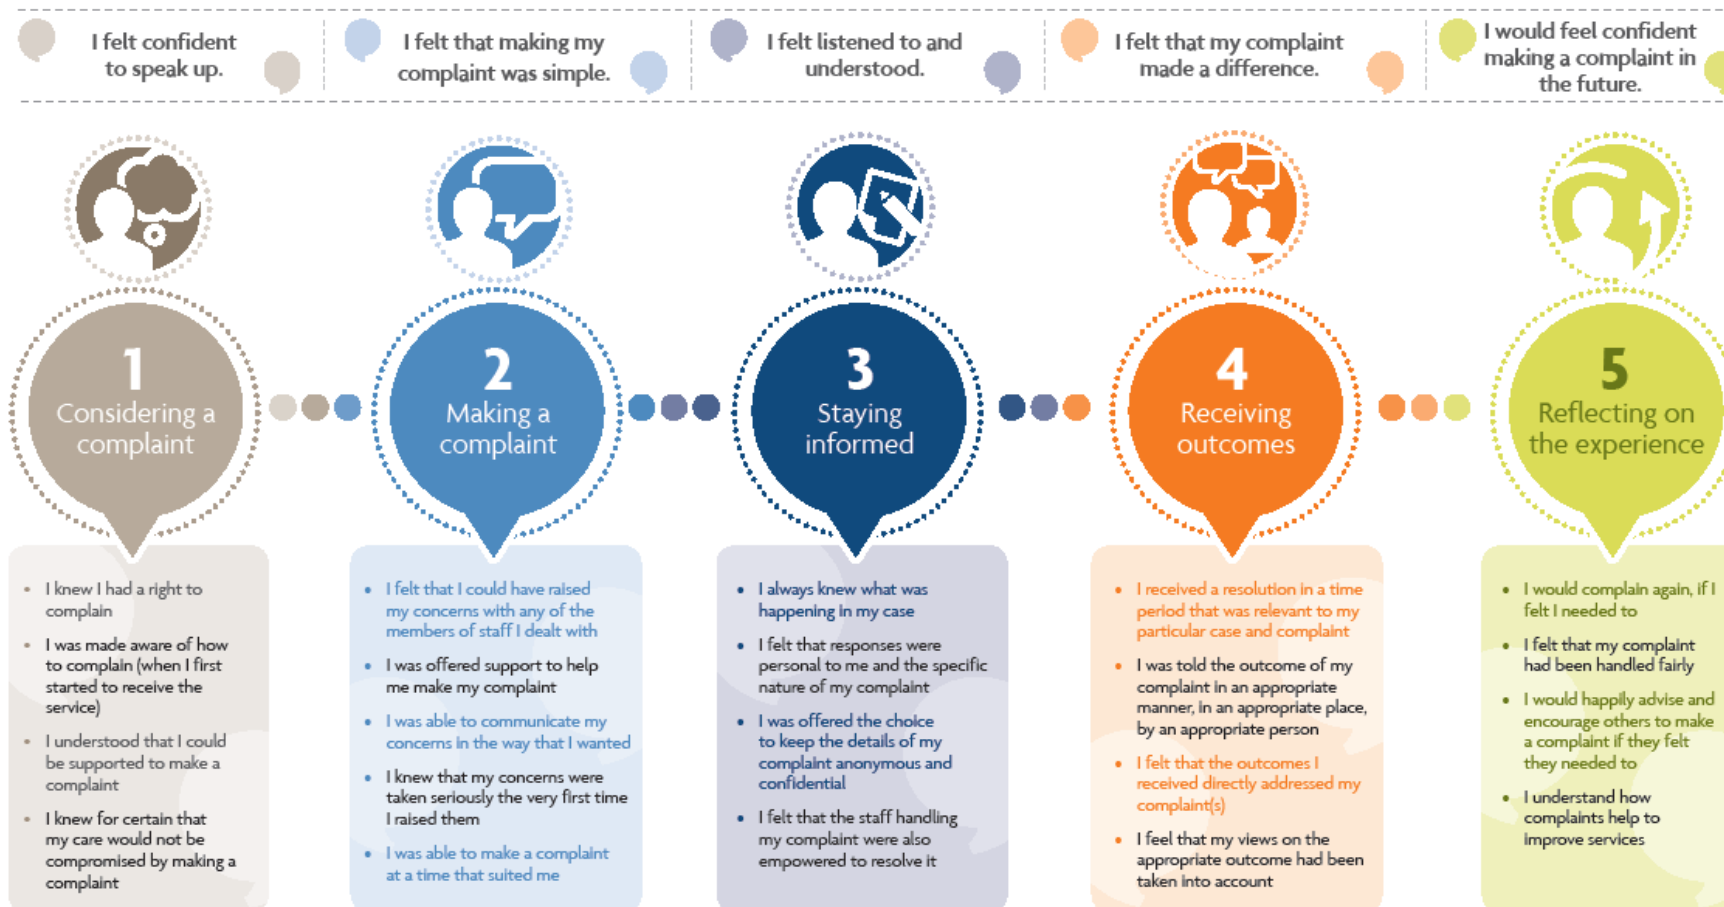 I felt confident
to speak up.
I felt that making my
complaint was simple.
I felt listened to and
understood.
I felt that my complaint
made a difference.
I would feel confident
making a complaint in
the future.
1
Considering a
complaint
2
Making a
complaint
3
Staying
informed
4
Receiving
outcomes
5
Reflecting on
the experience
• I knew I had a right to
complain
• I was made aware of how
to complain (when I first
started to receive the
service)
• I understood that I could
be supported to make a
complaint
• I knew for certain that
my care would not be
compromised by making a
complaint
• I felt that I could have raised
my concerns with any of the
members of staff I dealt with
• I was offered support to help
me make my complaint
• I was able to communicate my
concerns in the way that I wanted
• I knew that my concerns were
taken seriously the very first time
I raised them
• I was able to make a complaint
at a time that suited me
• I always knew what was
happening in my case
• I felt that responses were
personal to me and the specific
nature of my complaint
• I was offered the choice
to keep the details of my
complaint anonymous and
confidential
• I felt that the staff handling
my complaint were also
empowered to resolve it
• I received a resolution in a time
period that was relevant to my
particular case and complaint
• I was told the outcome of my
complaint in an appropriate
manner, in an appropriate place,
by an appropriate person
• I felt that the outcomes I
received directly addressed my
complaint(s)
• I feel that my views on the
appropriate outcome had been
taken into account
• I would complain again, if I
felt I needed to
• I felt that my complaint
had been handled fairly
• I would happily advise and
encourage others to make
a complaint if they felt
they needed to
• I understand how
complaints help to
improve services